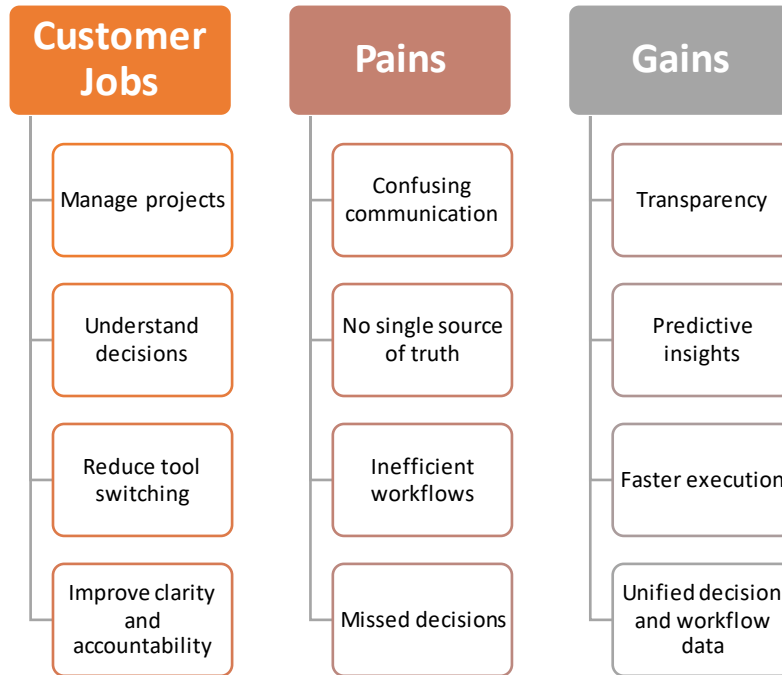 Customer
Jobs
Manage projects
Understand
decisions
Reduce tool
switching
Improve clarity
and
accountability
Pains
Confusing
communication
No single source
of truth
Inefficient
workflows
Missed decisions
Gains
Transparency
Predictive
insights
Faster execution
Unified decision
and workflow
data